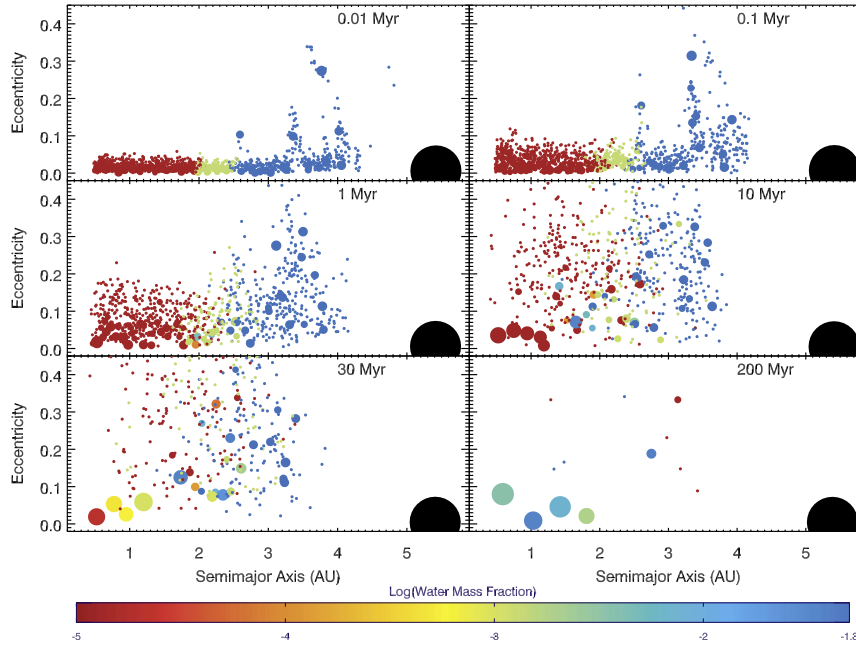 0.4
0.01 Myr
0.1 Myr
Eccentricity
0.3
0.2
0.1
0.0
0.4
1 Myr
10 Myr
Eccentricity
0.3
0.2
0.1
0.0
0.4
30 Myr
200 Myr
Eccentricity
0.3
0.2
0.1
0.0
1 2 3 4 5 1 2 3 4 5
Semimajor Axis (AU) Semimajor Axis (AU)
Log(Water Mass Fraction)
-5 -4 -3 -2 -1.8